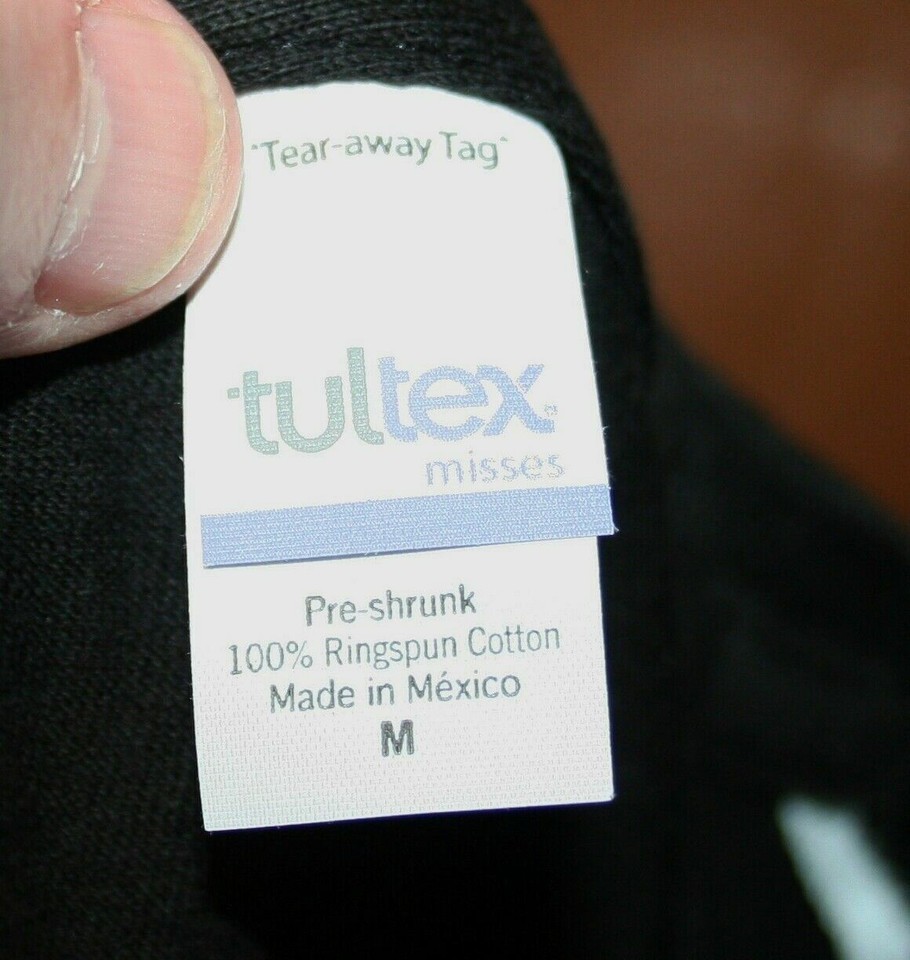 "Tear-away Tag"
tultex®
misses
Pre-shrunk
100% Ringspun Cotton
Made in México
M